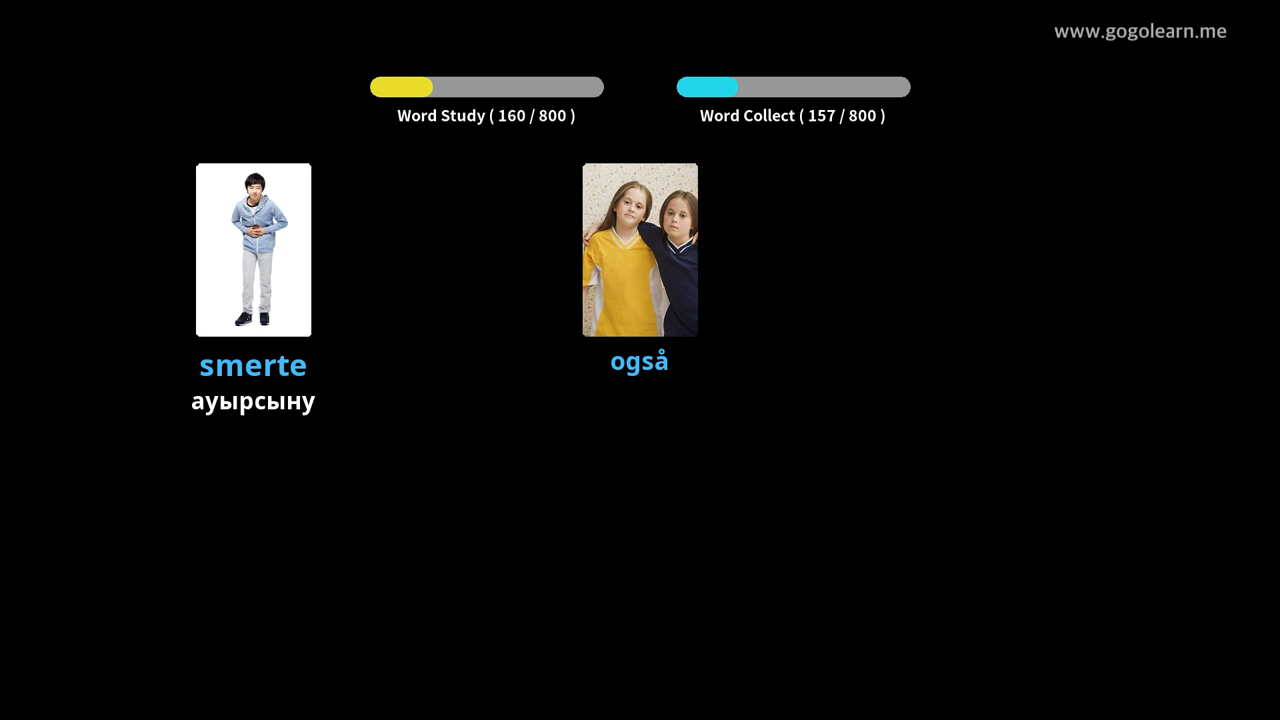 www.gogolearn.me
Word Study ( 160 / 800 )
Word Collect ( 157 / 800 )
smerte
ауырсыну
også